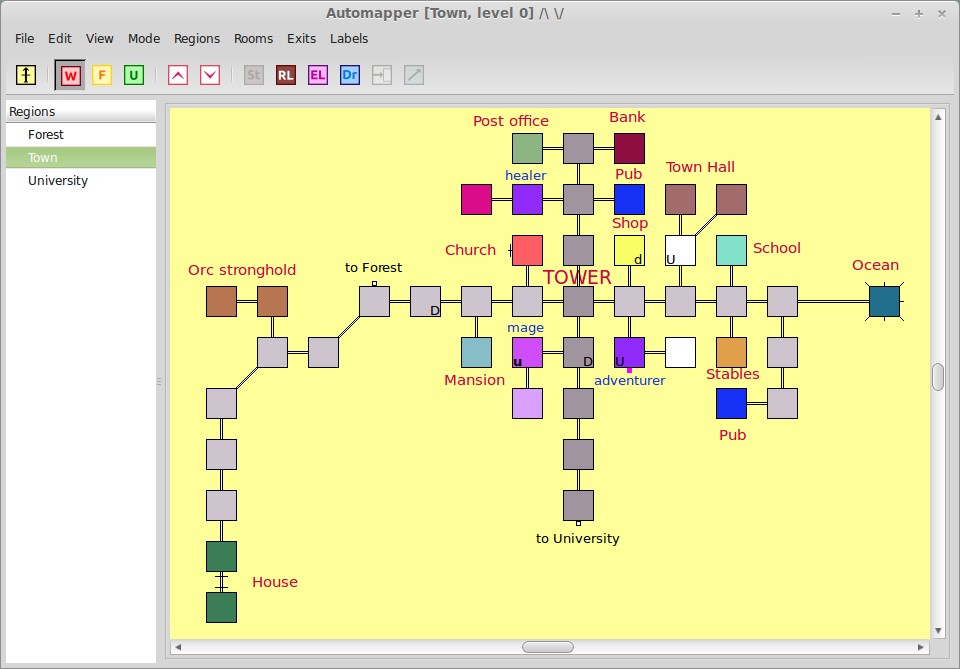 Automapper [Town, level 0] /\ \/
File Edit View Mode Regions Rooms Exits Labels
W F U St RL EL Dr
Regions
Forest
Town
University
Post office
Bank
healer
Pub
Town Hall
Shop
Church
d
U
School
TOWER
Ocean
Orc stronghold
to Forest
D
mage
u
D
U
Mansion
adventurer
Stables
Pub
to University
House